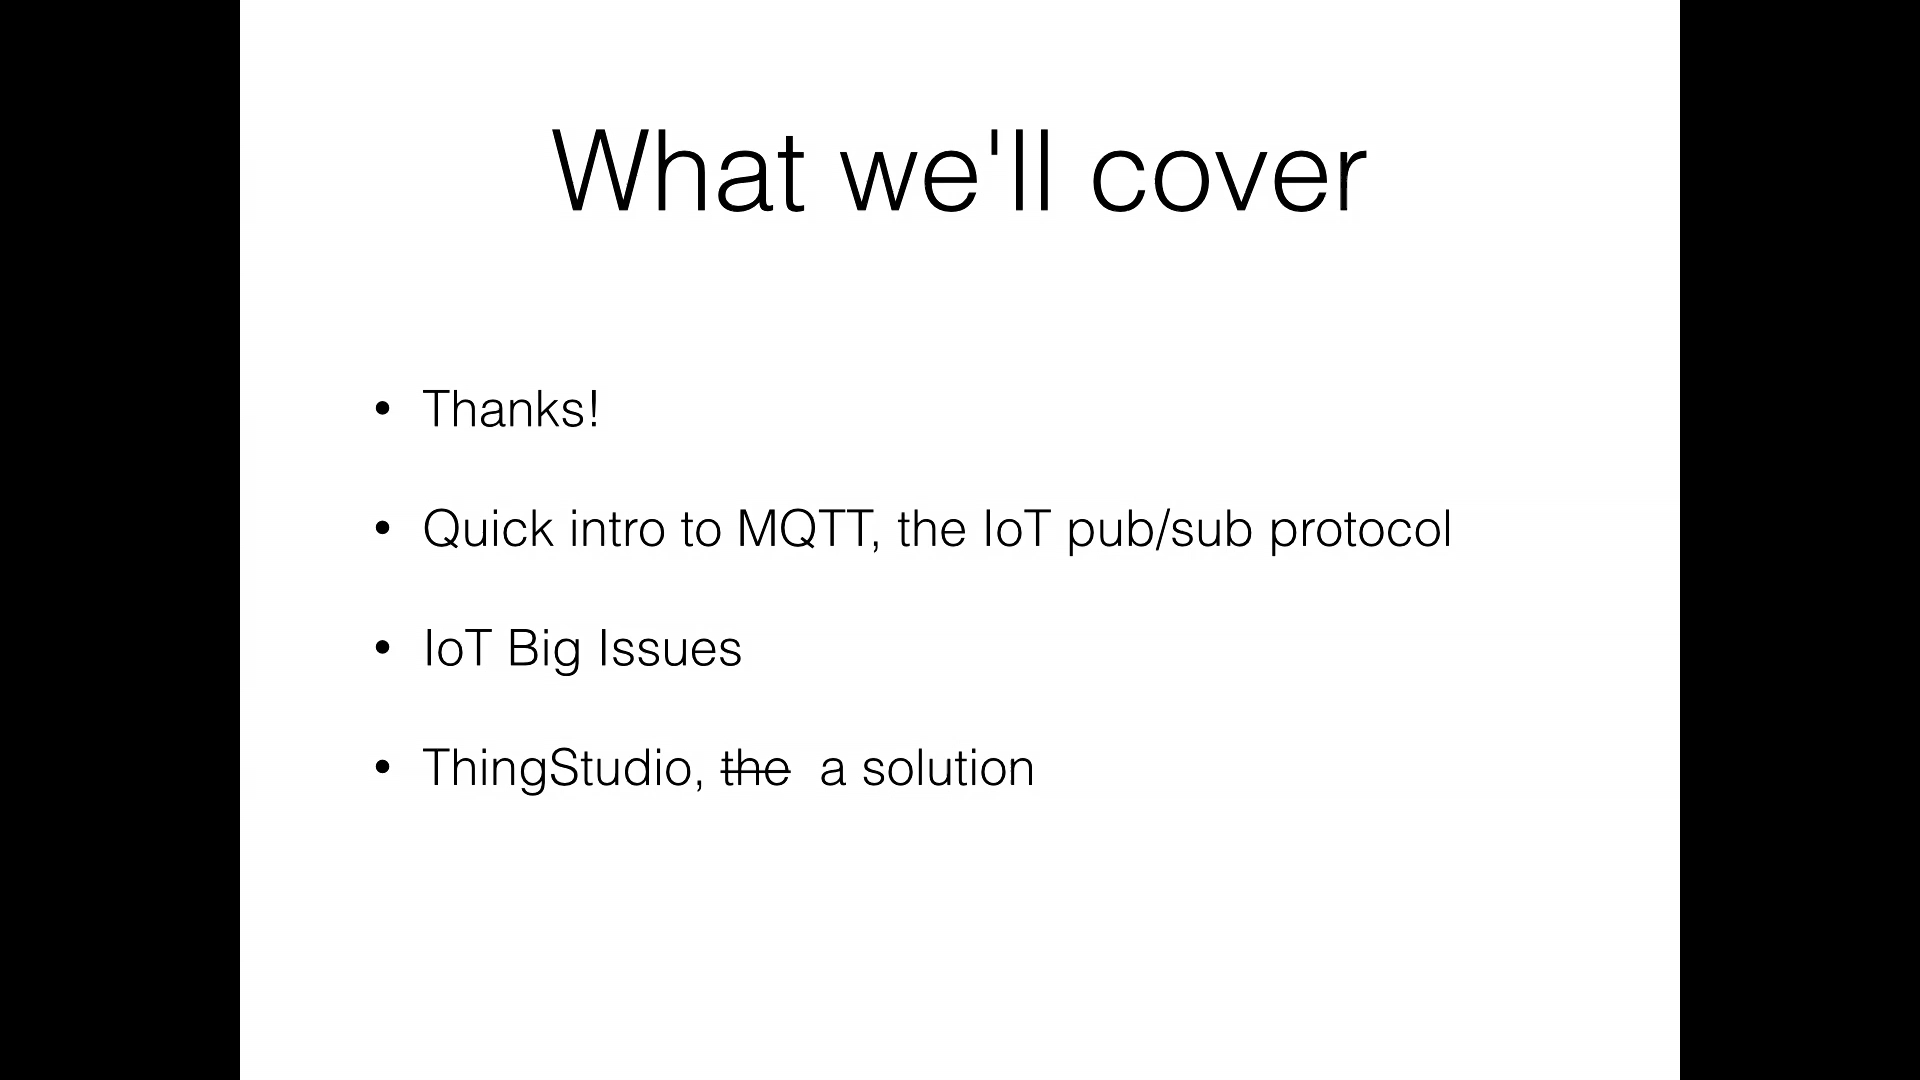 What we'll cover
• Thanks!
• Quick intro to MQTT, the IoT pub/sub protocol
• IoT Big Issues
• ThingStudio, the a solution